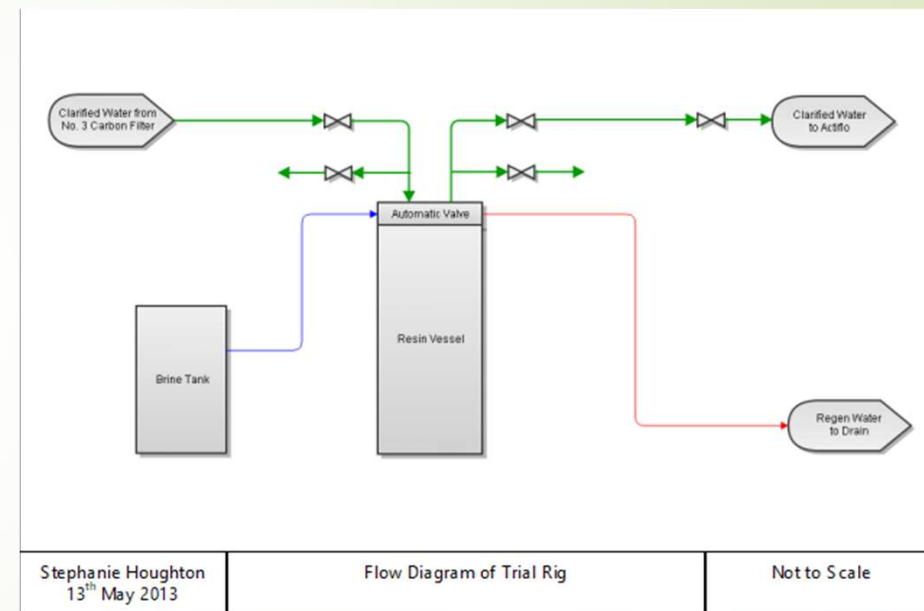 Clarified Water from
No. 3 Carbon Filter
Clarified Water
to Actiflo
Automatic Valve
Resin Vessel
Brine Tank
Regen Water
to Drain
Stephanie Houghton
13th May 2013
Flow Diagram of Trial Rig
Not to Scale